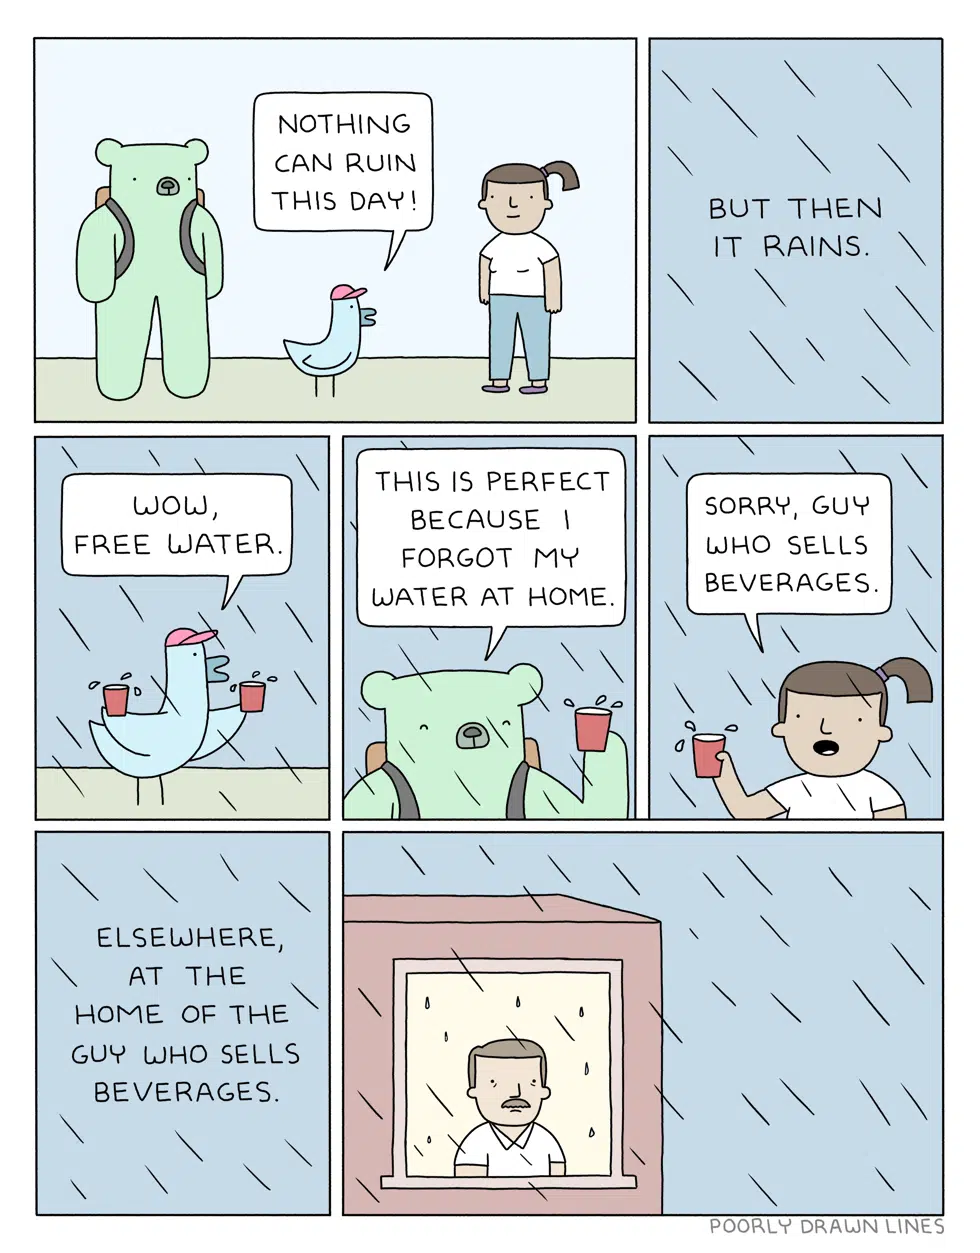 NOTHING
CAN RUIN
THIS DAY!
BUT THEN
IT RAINS.
WOW,
FREE WATER.
THIS IS PERFECT
BECAUSE I
FORGOT MY
WATER AT HOME.
SORRY, GUY
WHO SELLS
BEVERAGES.
ELSEWHERE,
AT THE
HOME OF THE
GUY WHO SELLS
BEVERAGES.
POORLY DRAWN LINES